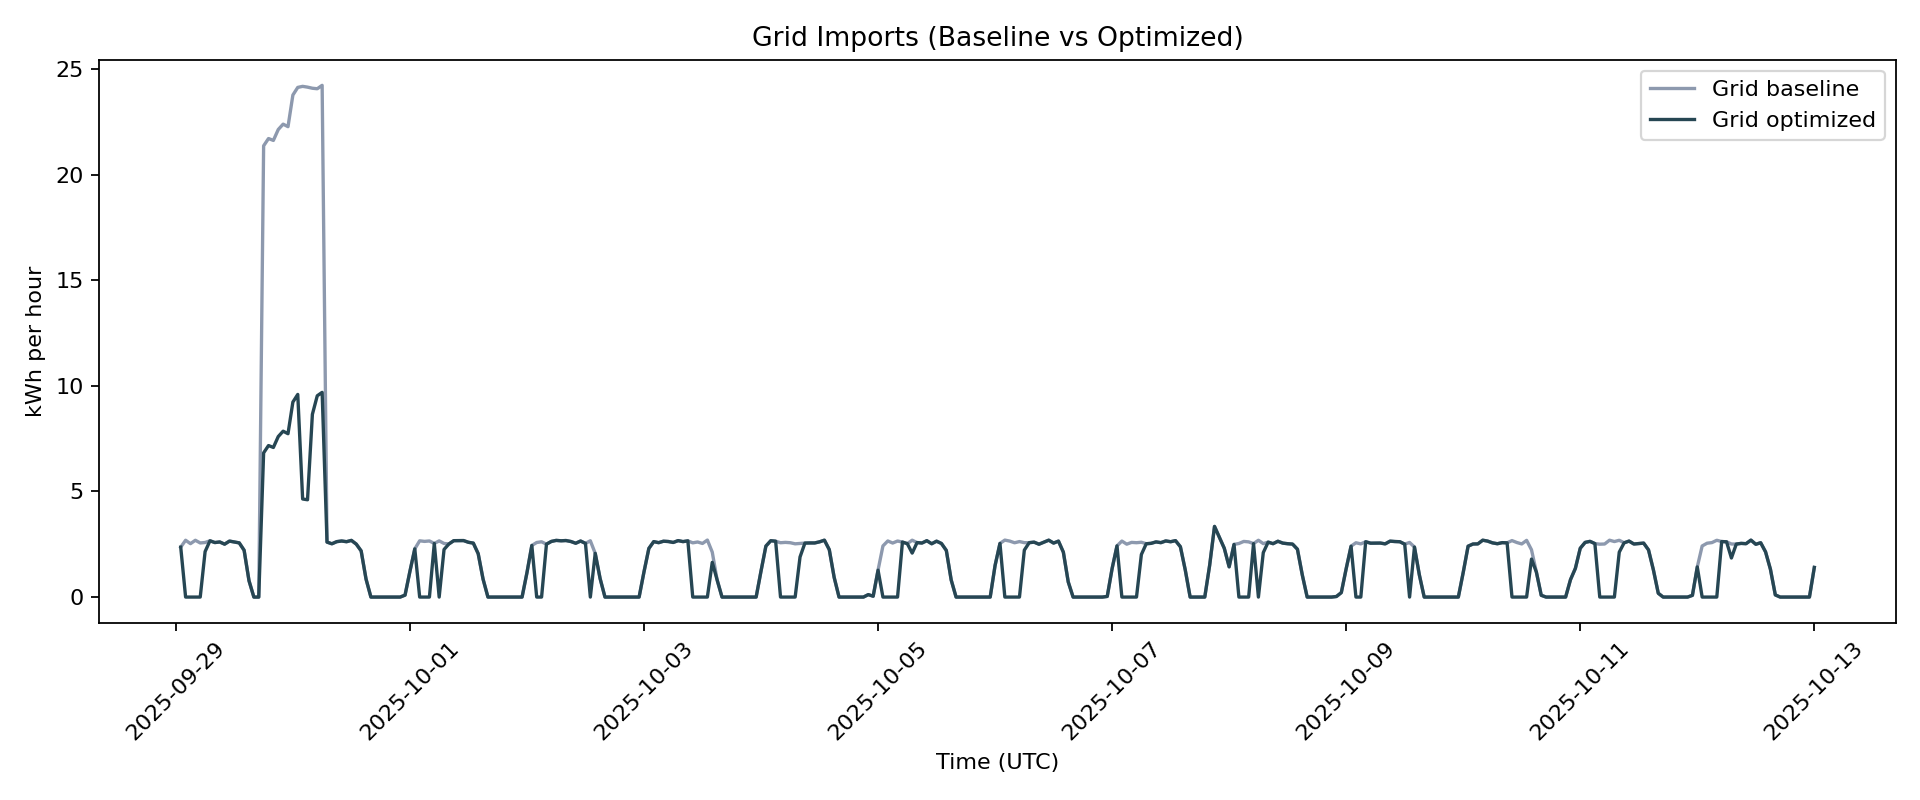 Grid Imports (Baseline vs Optimized)
25
20
15
10
5
0
kWh per hour
Grid baseline
Grid optimized
2025-09-29
2025-10-01
2025-10-03
2025-10-05
2025-10-07
2025-10-09
2025-10-11
2025-10-13
Time (UTC)